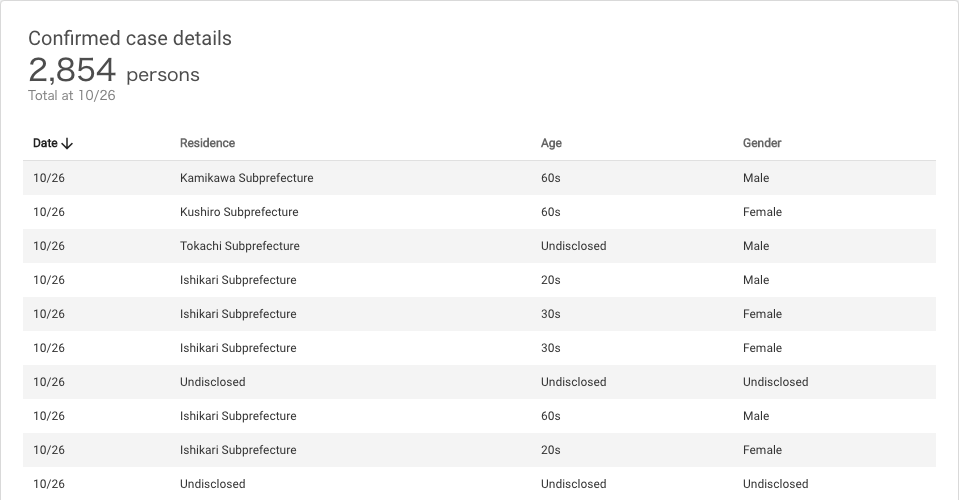 Confirmed case details
2,854 persons
Total at 10/26
Date Residence Age Gender
10/26 Kamikawa Subprefecture 60s Male
10/26 Kushiro Subprefecture 60s Female
10/26 Tokachi Subprefecture Undisclosed Male
10/26 Ishikari Subprefecture 20s Male
10/26 Ishikari Subprefecture 30s Female
10/26 Ishikari Subprefecture 30s Female
10/26 Undisclosed Undisclosed Undisclosed
10/26 Ishikari Subprefecture 60s Male
10/26 Ishikari Subprefecture 20s Female
10/26 Undisclosed Undisclosed Undisclosed